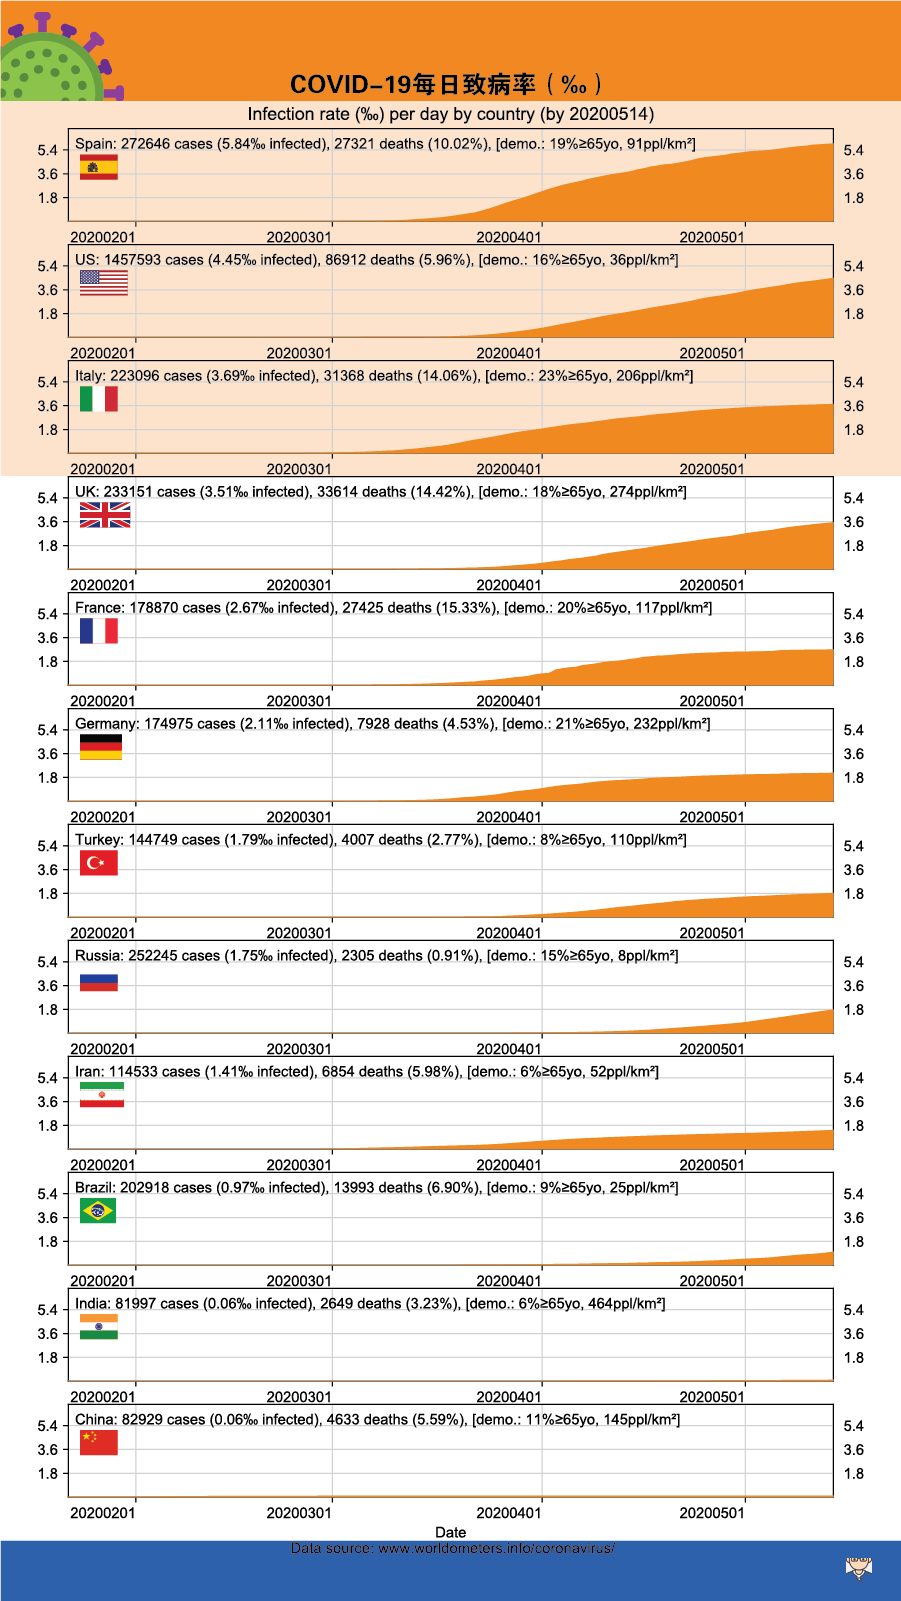 COVID-19每日致病率（‰）
Infection rate (‰) per day by country (by 20200514)
Spain: 272646 cases (5.84‰ infected), 27321 deaths (10.02%), [demo.: 19%≥65yo, 91ppl/km²]
5.4 5.4
3.6 3.6
1.8 1.8
20200201 20200301 20200401 20200501
US: 1457593 cases (4.45‰ infected), 86912 deaths (5.96%), [demo.: 16%≥65yo, 36ppl/km²]
5.4 5.4
3.6 3.6
1.8 1.8
20200201 20200301 20200401 20200501
Italy: 223096 cases (3.69‰ infected), 31368 deaths (14.06%), [demo.: 23%≥65yo, 206ppl/km²]
5.4 5.4
3.6 3.6
1.8 1.8
20200201 20200301 20200401 20200501
UK: 233151 cases (3.51‰ infected), 33614 deaths (14.42%), [demo.: 18%≥65yo, 274ppl/km²]
5.4 5.4
3.6 3.6
1.8 1.8
20200201 20200301 20200401 20200501
France: 178870 cases (2.67‰ infected), 27425 deaths (15.33%), [demo.: 20%≥65yo, 117ppl/km²]
5.4 5.4
3.6 3.6
1.8 1.8
20200201 20200301 20200401 20200501
Germany: 174975 cases (2.11‰ infected), 7928 deaths (4.53%), [demo.: 21%≥65yo, 232ppl/km²]
5.4 5.4
3.6 3.6
1.8 1.8
20200201 20200301 20200401 20200501
Turkey: 144749 cases (1.79‰ infected), 4007 deaths (2.77%), [demo.: 8%≥65yo, 110ppl/km²]
5.4 5.4
3.6 3.6
1.8 1.8
20200201 20200301 20200401 20200501
Russia: 252245 cases (1.75‰ infected), 2305 deaths (0.91%), [demo.: 15%≥65yo, 8ppl/km²]
5.4 5.4
3.6 3.6
1.8 1.8
20200201 20200301 20200401 20200501
Iran: 114533 cases (1.41‰ infected), 6854 deaths (5.98%), [demo.: 6%≥65yo, 52ppl/km²]
5.4 5.4
3.6 3.6
1.8 1.8
20200201 20200301 20200401 20200501
Brazil: 202918 cases (0.97‰ infected), 13993 deaths (6.90%), [demo.: 9%≥65yo, 25ppl/km²]
5.4 5.4
3.6 3.6
1.8 1.8
20200201 20200301 20200401 20200501
India: 81997 cases (0.06‰ infected), 2649 deaths (3.23%), [demo.: 6%≥65yo, 464ppl/km²]
5.4 5.4
3.6 3.6
1.8 1.8
20200201 20200301 20200401 20200501
China: 82929 cases (0.06‰ infected), 4633 deaths (5.59%), [demo.: 11%≥65yo, 145ppl/km²]
5.4 5.4
3.6 3.6
1.8 1.8
20200201 20200301 20200401 20200501
Date
Data source: www.worldometers.info/coronavirus/